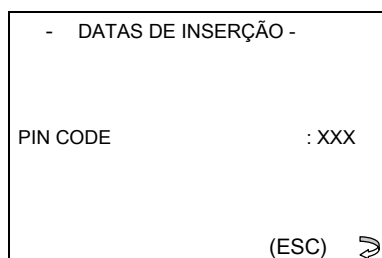 - DATAS DE INSERÇÃO -
PIN CODE : XXX
(ESC)